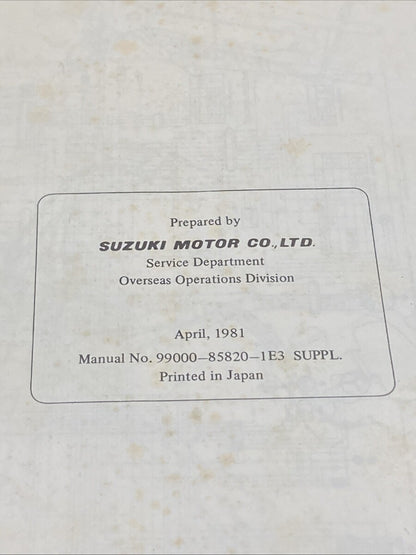 Prepared by
SUZUKI MOTOR CO., LTD.
Service Department
Overseas Operations Division
April, 1981
Manual No. 99000–85820–1E3 SUPPL.
Printed in Japan